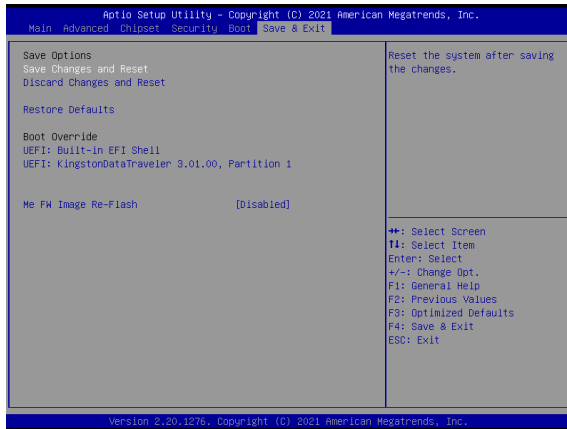 Aptio Setup Utility – Copyright (C) 2021 American Megatrends, Inc.
Main Advanced Chipset Security Boot Save & Exit
Save Options
Save Changes and Reset
Discard Changes and Reset
Restore Defaults
Boot Override
UEFI: Built-in EFI Shell
UEFI: KingstonDataTraveler 3.01.00, Partition 1
Me FW Image Re-Flash [Disabled]
Reset the system after saving
the changes.
→←: Select Screen
↑↓: Select Item
Enter: Select
+/-: Change Opt.
F1: General Help
F2: Previous Values
F3: Optimized Defaults
F4: Save & Exit
ESC: Exit
Version 2.20.1276. Copyright (C) 2021 American Megatrends, Inc.